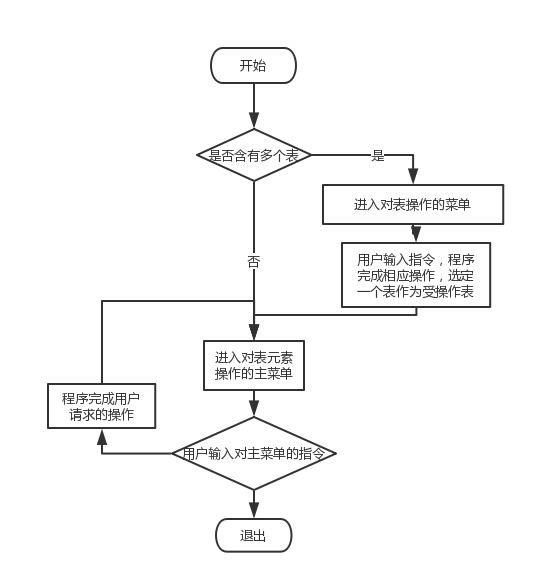 开始
是否含有多个表
是
进入对表操作的菜单
用户输入指令，程序
完成相应操作，选定
一个表作为受操作表
否
进入对表元素
操作的主菜单
程序完成用户
请求的操作
用户输入对主菜单的指令
退出